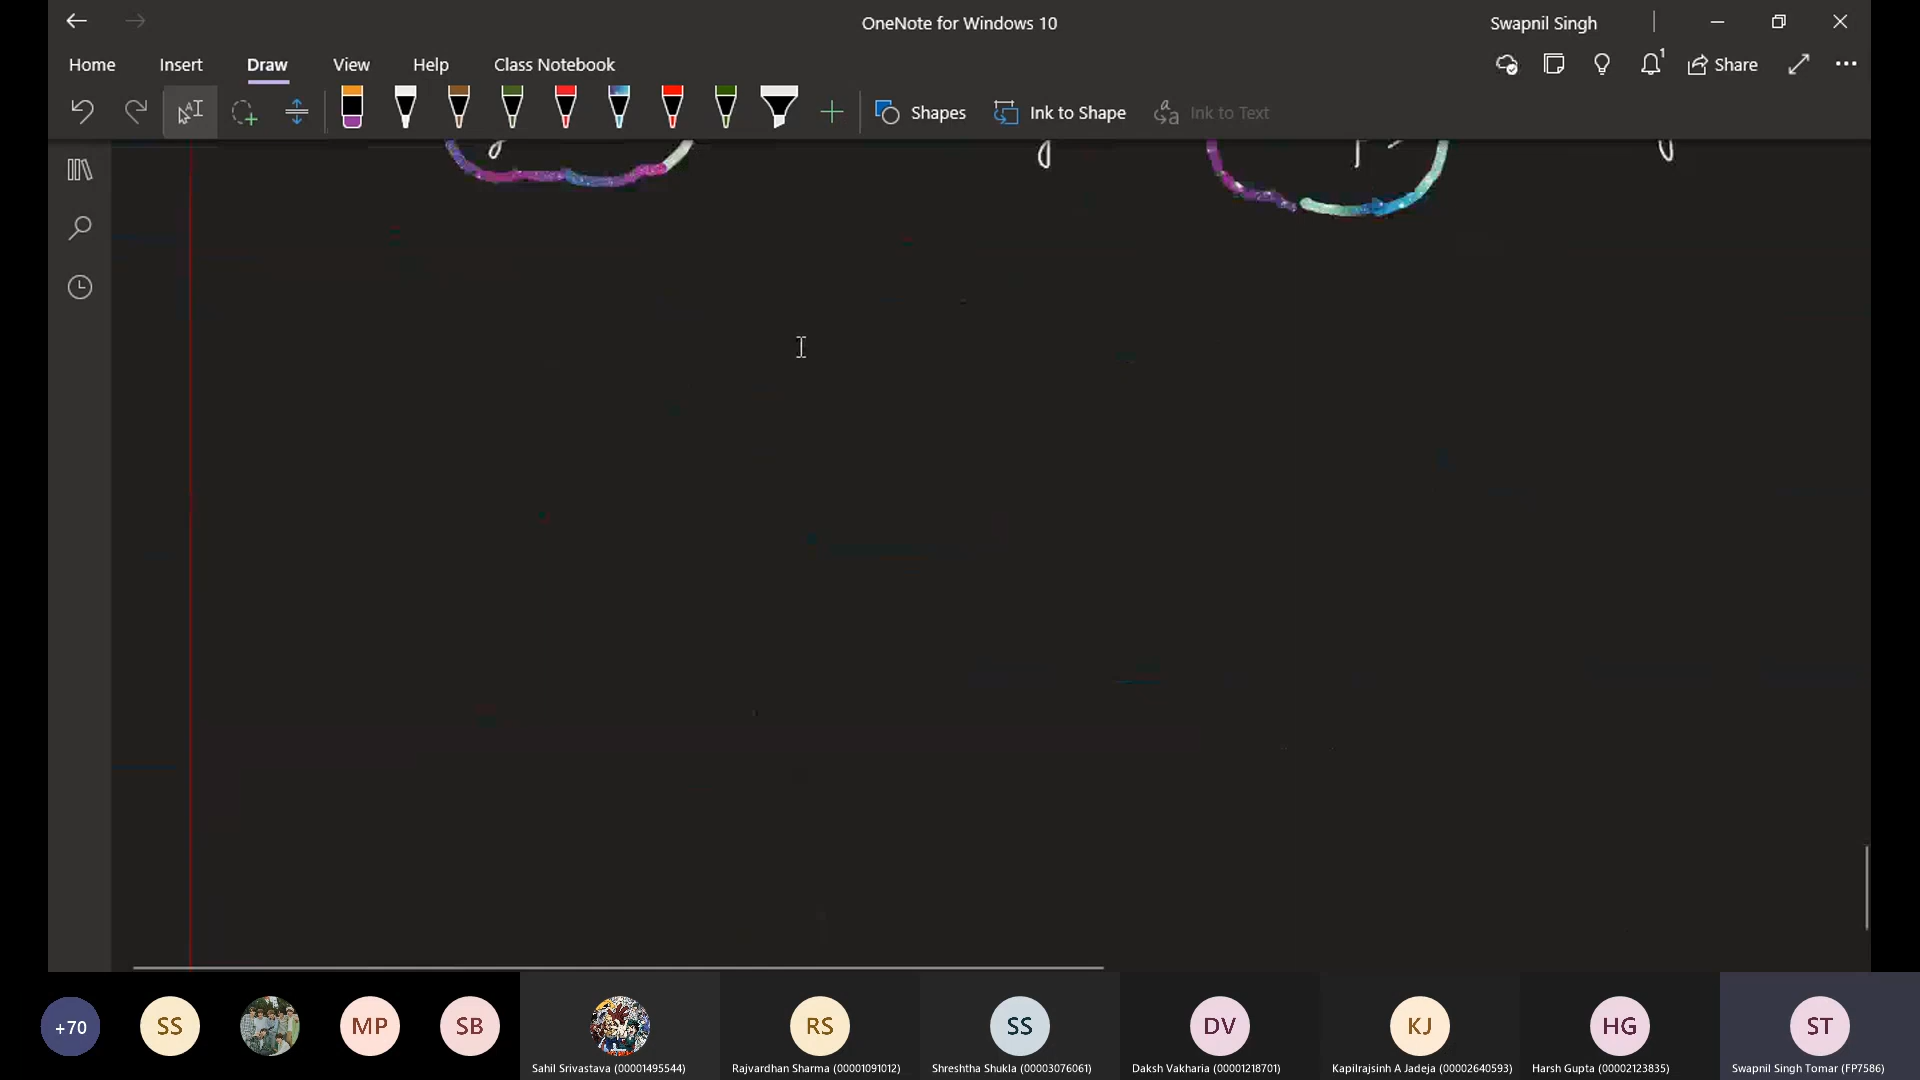 OneNote for Windows 10
Swapnil Singh
Home Insert Draw View Help Class Notebook
1
Share
Shapes Ink to Shape Ink to Text
+70 SS MP SB RS SS DV KJ HG ST
Sahil Srivastava (00001495544)
Rajvardhan Sharma (00001091012)
Shreshtha Shukla (00003076061)
Daksh Vakharia (00001218701)
Kapilrajsinh A Jadeja (00002640593)
Harsh Gupta (00002123835)
Swapnil Singh Tomar (FP7586)